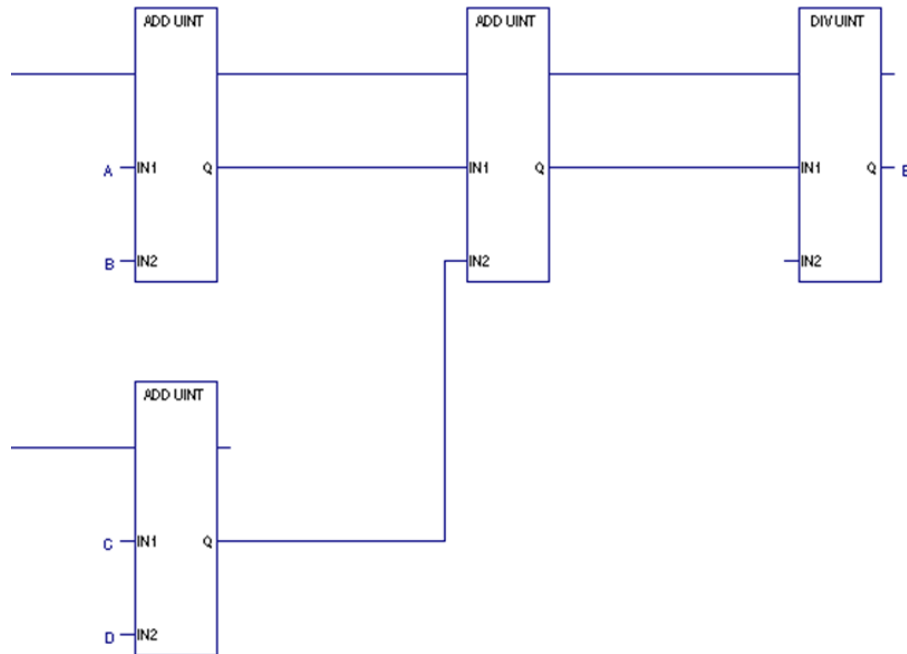 ADD UINT ADD UINT DIV UINT
A IN1 Q IN1 Q IN1 Q E
B IN2 IN2 IN2
ADD UINT
C IN1 Q
D IN2